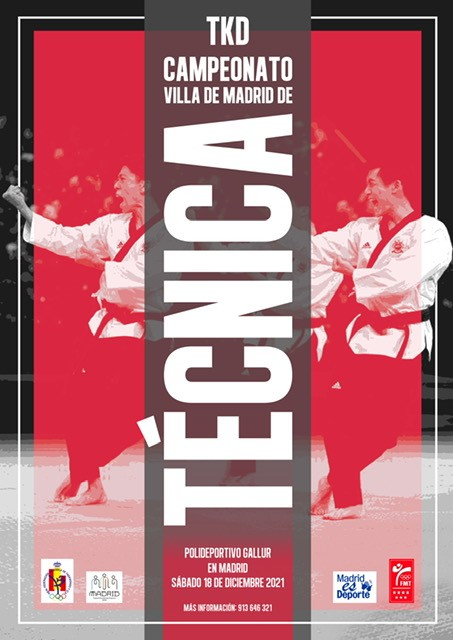 TKD
CAMPEONATO
VILLA DE MADRID DE
TÉCNICA
POLIDEPORTIVO GALLUR
EN MADRID
SÁBADO 18 DE DICIEMBRE 2021
MÁS INFORMACIÓN: 913 646 321
MADRID
Madrid
es
Deporte
FMT